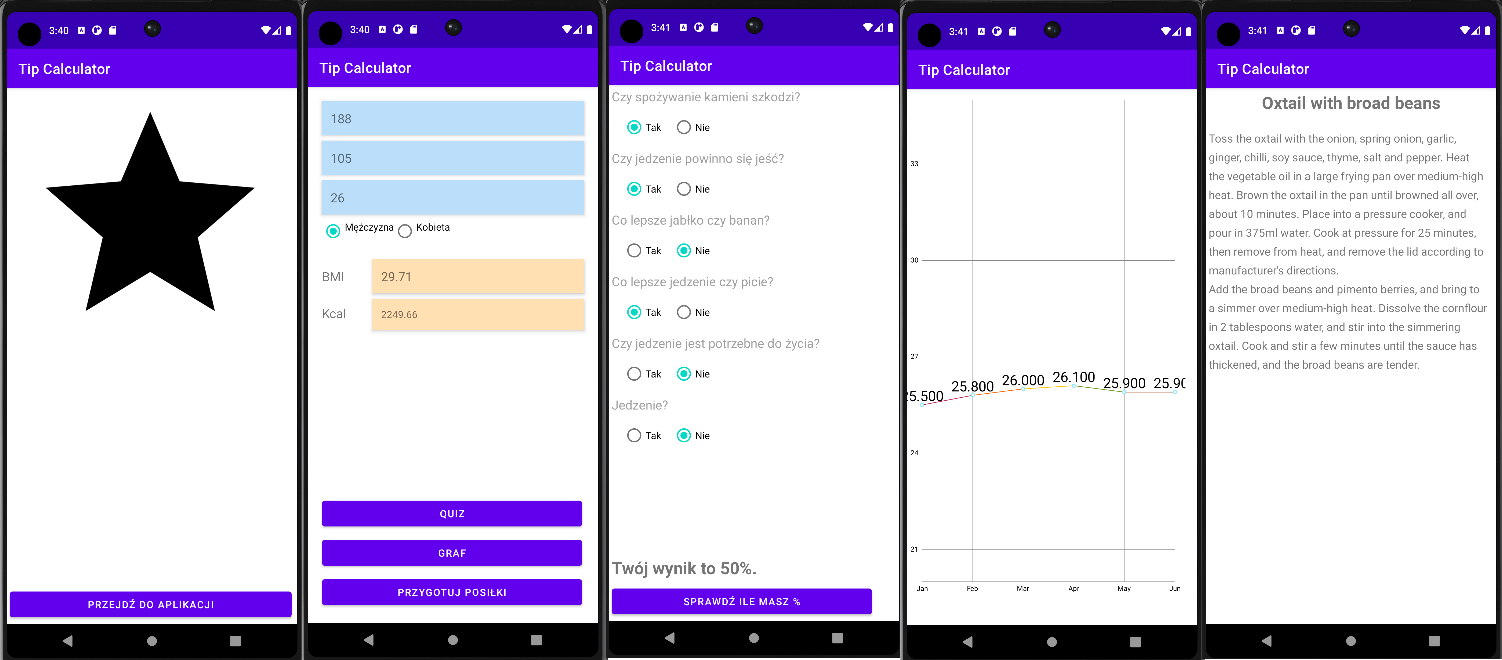 3:40
Tip Calculator
PRZEJDŹ DO APLIKACJI
3:40
Tip Calculator
188
105
26
Mężczyzna Kobieta
BMI 29.71
Kcal 2249.66
QUIZ
GRAF
PRZYGOTUJ POSIŁKI
3:41
Tip Calculator
Czy spożywanie kamieni szkodzi?
Tak Nie
Czy jedzenie powinno się jeść?
Tak Nie
Co lepsze jabłko czy banan?
Tak Nie
Co lepsze jedzenie czy picie?
Tak Nie
Czy jedzenie jest potrzebne do życia?
Tak Nie
Jedzenie?
Tak Nie
Twój wynik to 50%.
SPRAWDŹ ILE MASZ %
3:41
Tip Calculator
33
30
27
25.500 25.800 26.000 26.100 25.900 25.90
24
21
Jan Feb Mar Apr May Jun
3:41
Tip Calculator
Oxtail with broad beans
Toss the oxtail with the onion, spring onion, garlic,
ginger, chilli, soy sauce, thyme, salt and pepper. Heat
the vegetable oil in a large frying pan over medium-high
heat. Brown the oxtail in the pan until browned all over,
about 10 minutes. Place into a pressure cooker, and
pour in 375ml water. Cook at pressure for 25 minutes,
then remove from heat, and remove the lid according to
manufacturer's directions.
Add the broad beans and pimento berries, and bring to
a simmer over medium-high heat. Dissolve the cornflour
in 2 tablespoons water, and stir into the simmering
oxtail. Cook and stir a few minutes until the sauce has
thickened, and the broad beans are tender.